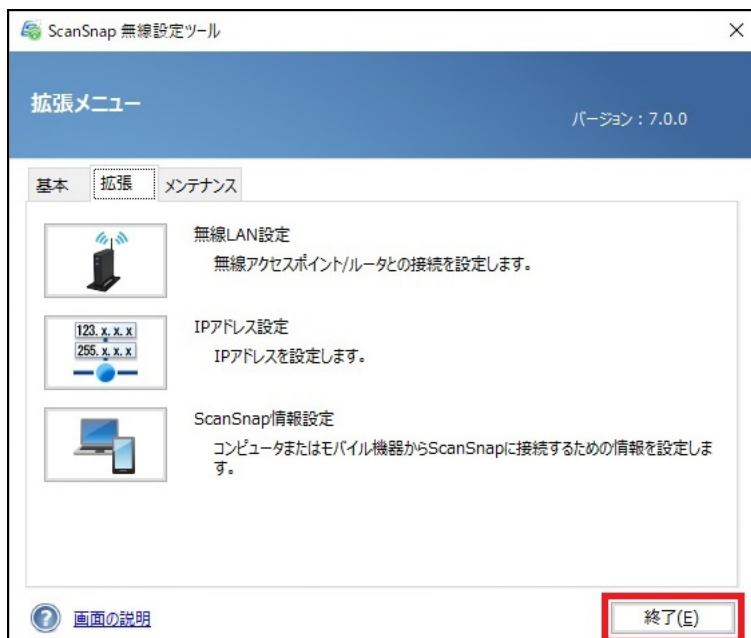 ScanSnap 無線設定ツール
拡張メニュー
バージョン : 7.0.0
基本
拡張
メンテナンス
無線LAN設定
無線アクセスポイント/ルータとの接続を設定します。
123. x. x. x
255. x. x. x
IPアドレス設定
IPアドレスを設定します。
ScanSnap情報設定
コンピュータまたはモバイル機器からScanSnapに接続するための情報を設定しま
す。
画面の説明
終了(E)